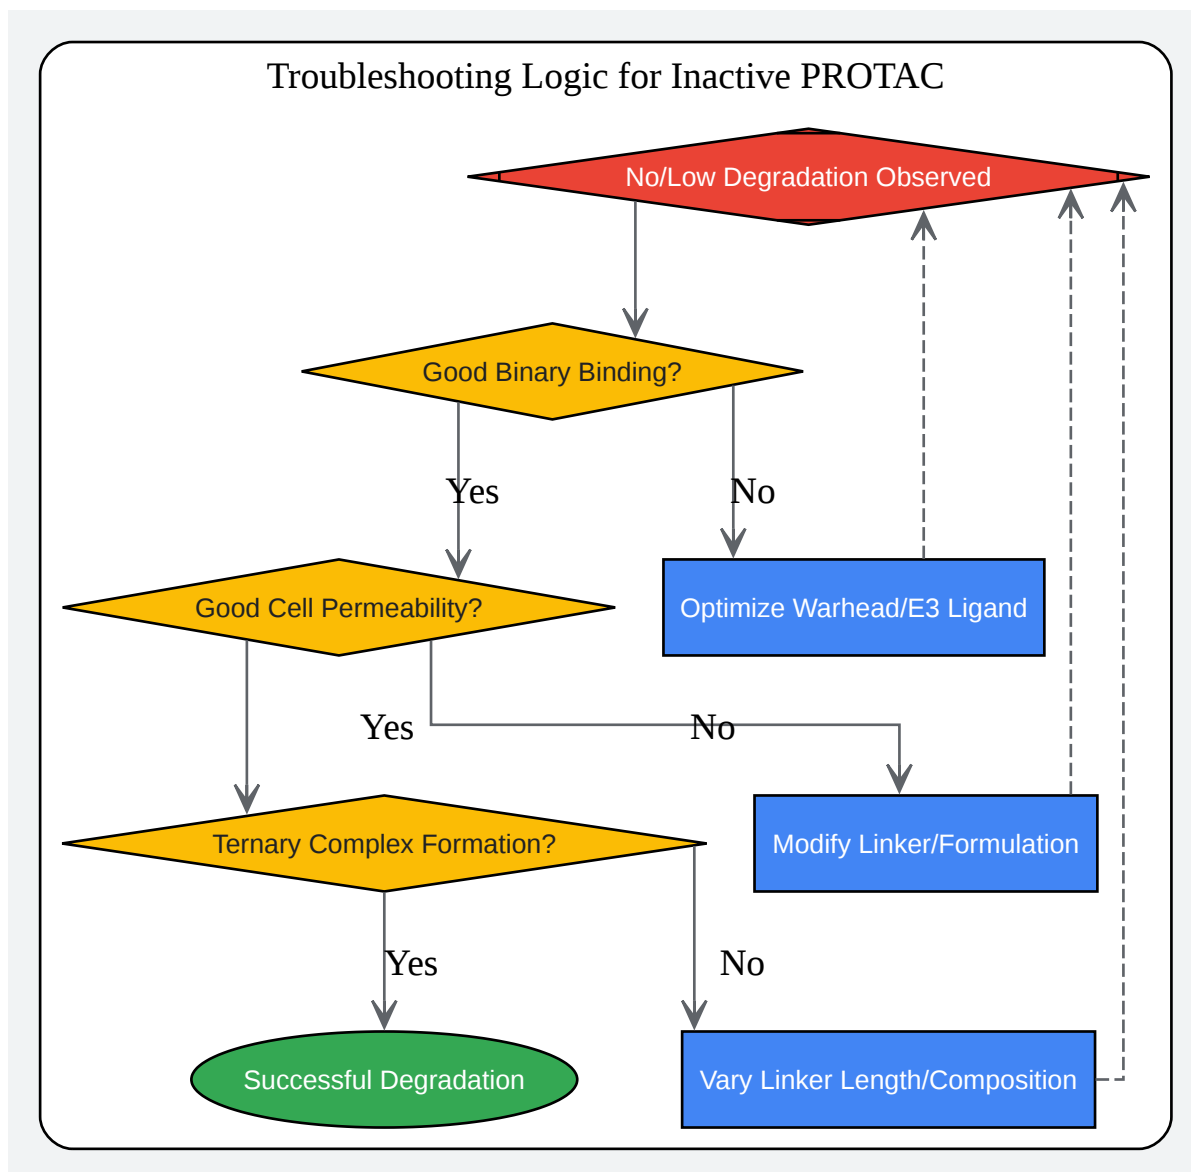 Troubleshooting Logic for Inactive PROTAC
No/Low Degradation Observed
Good Binary Binding?
Yes
No
Good Cell Permeability?
Optimize Warhead/E3 Ligand
Yes
No
Ternary Complex Formation?
Modify Linker/Formulation
Yes
No
Successful Degradation
Vary Linker Length/Composition